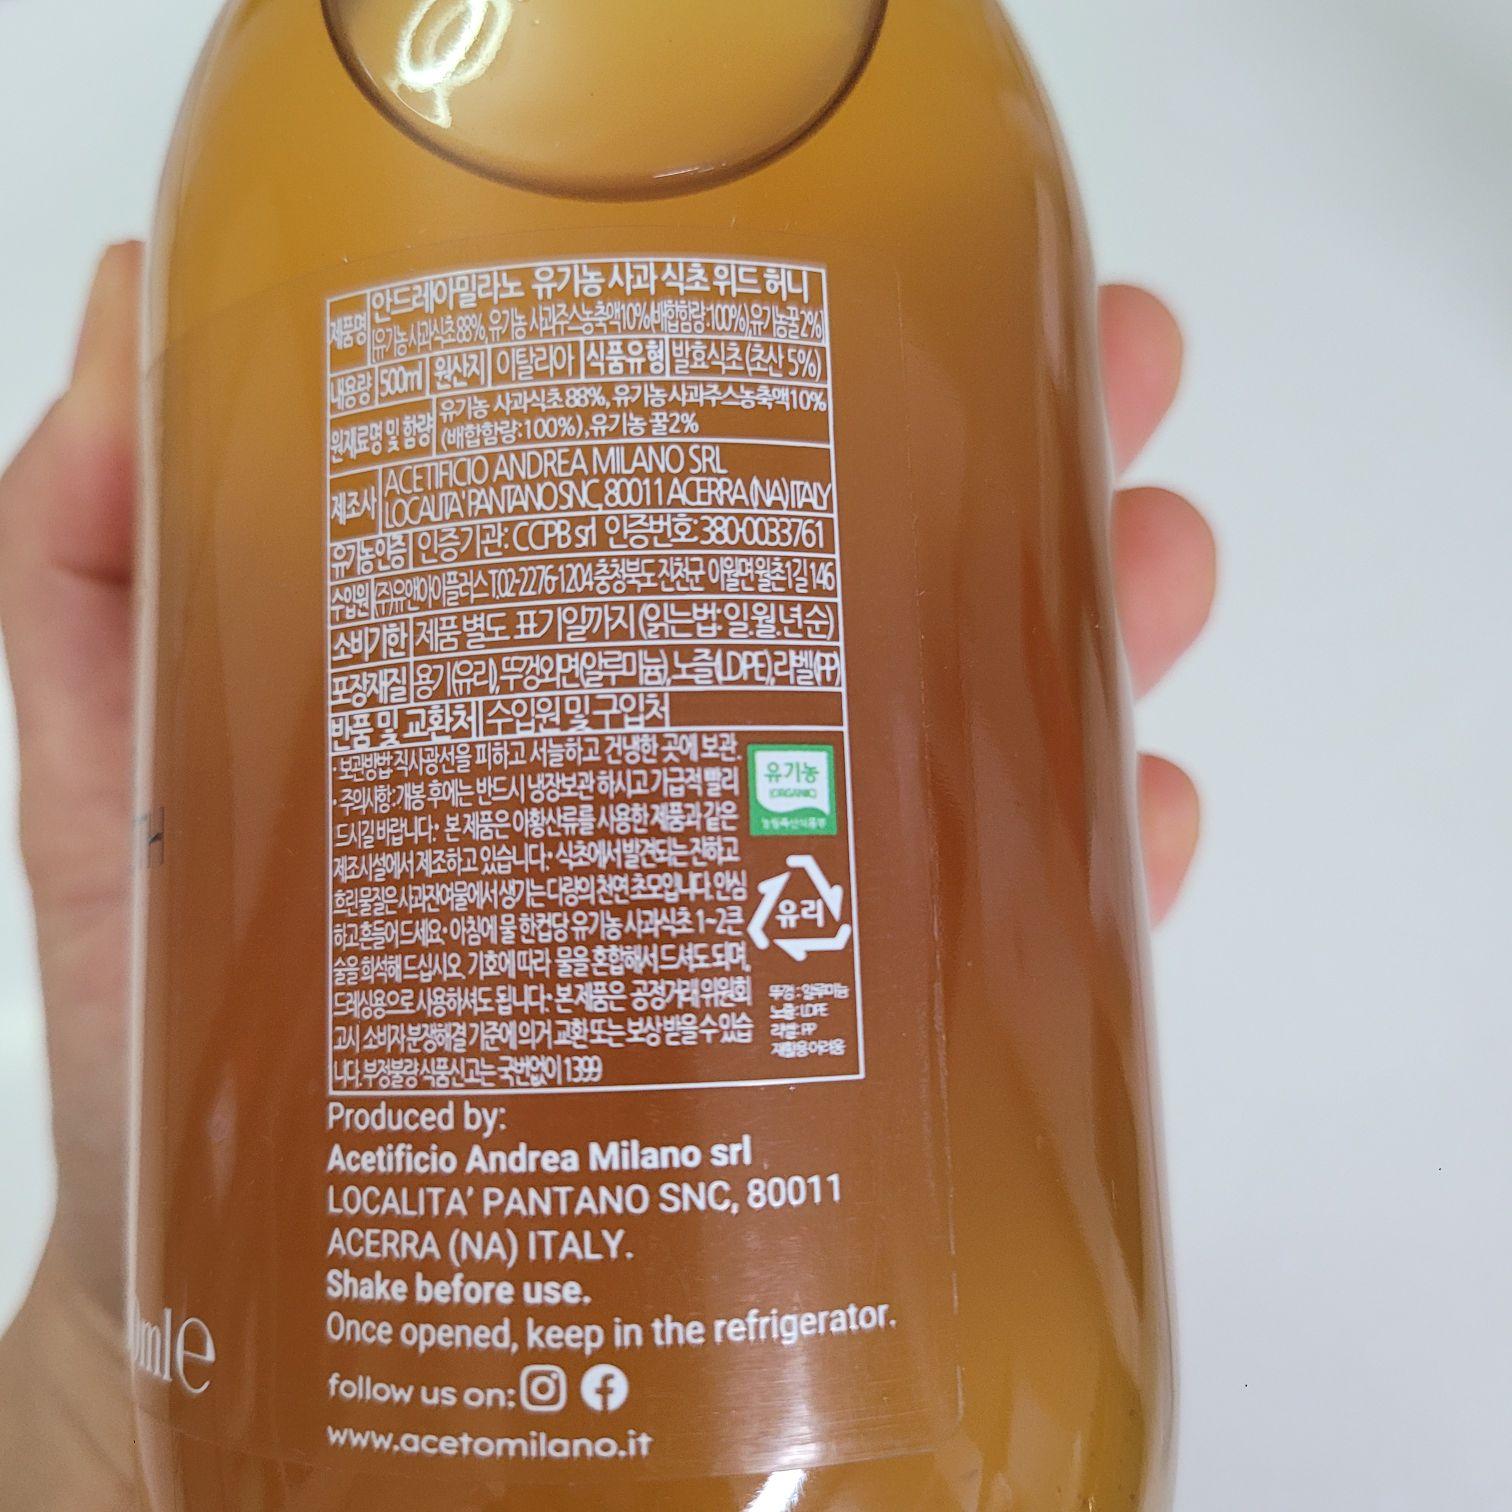 제품명 안드레아밀라노 유기농 사과 식초 위드 허니
(유기농 사과식초 88%, 유기농 사과주스농축액10%(배합함량:100%)유기농꿀2%)
내용량 500ml 원산지 이탈리아 식품유형 발효식초 (초산 5%)
원재료명 및 함량 유기농 사과식초 88%, 유기농 사과주스농축액10%
(배합함량:100%), 유기농 꿀2%
제조사 ACETIFICIO ANDREA MILANO SRL
LOCALITA' PANTANO SNC, 80011 ACERRA (NA) ITALY
유기농인증 인증기관: CCPB srl 인증번호: 380-0033761
수입원 (주)유앤아이플러스 T.02-2276-1204 충청북도 진천군 이월면 월촌1길 146
소비기한 제품 별도 표기일까지 (읽는법: 일.월.년 순)
포장재질 용기(유리), 뚜껑외면(알루미늄), 노즐(LDPE), 라벨(PP)
반품 및 교환처 수입원 및 구입처
· 보관방법: 직사광선을 피하고 서늘하고 건냉한 곳에 보관.
· 주의사항: 개봉 후에는 반드시 냉장보관 하시고 가급적 빨리
드시길 바랍니다. · 본 제품은 아황산류를 사용한 제품과 같은
제조시설에서 제조하고 있습니다. · 식초에서 발견되는 진하고
흐린 물질은 사과잔여물에서 생기는 다량의 천연 초모입니다. 안심
하고 흔들어 드세요. · 아침에 물 한컵당 유기농 사과식초 1~2큰
술을 희석해 드십시오. 기호에 따라 물을 혼합해서 드셔도 되며,
드레싱용으로 사용하셔도 됩니다. · 본 제품은 공정거래 위원회
고시 소비자 분쟁해결 기준에 의거 교환 또는 보상 받을 수 있습
니다. 부정불량 식품신고는 국번없이 1399
유기농
(ORGANIC)
농림축산식품부
유리
뚜껑 : 알루미늄
노즐: LDPE
라벨: PP
재활용 어려움
Produced by:
Acetificio Andrea Milano srl
LOCALITA' PANTANO SNC, 80011
ACERRA (NA) ITALY.
Shake before use.
Once opened, keep in the refrigerator.
follow us on:
www.acetomilano.it
ml e